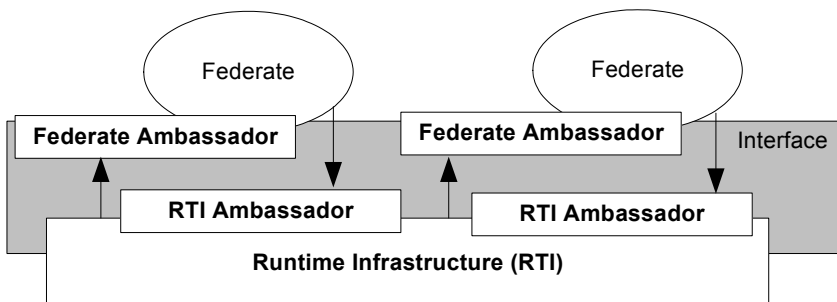 Federate
Federate
Federate Ambassador
Federate Ambassador
Interface
RTI Ambassador
RTI Ambassador
Runtime Infrastructure (RTI)